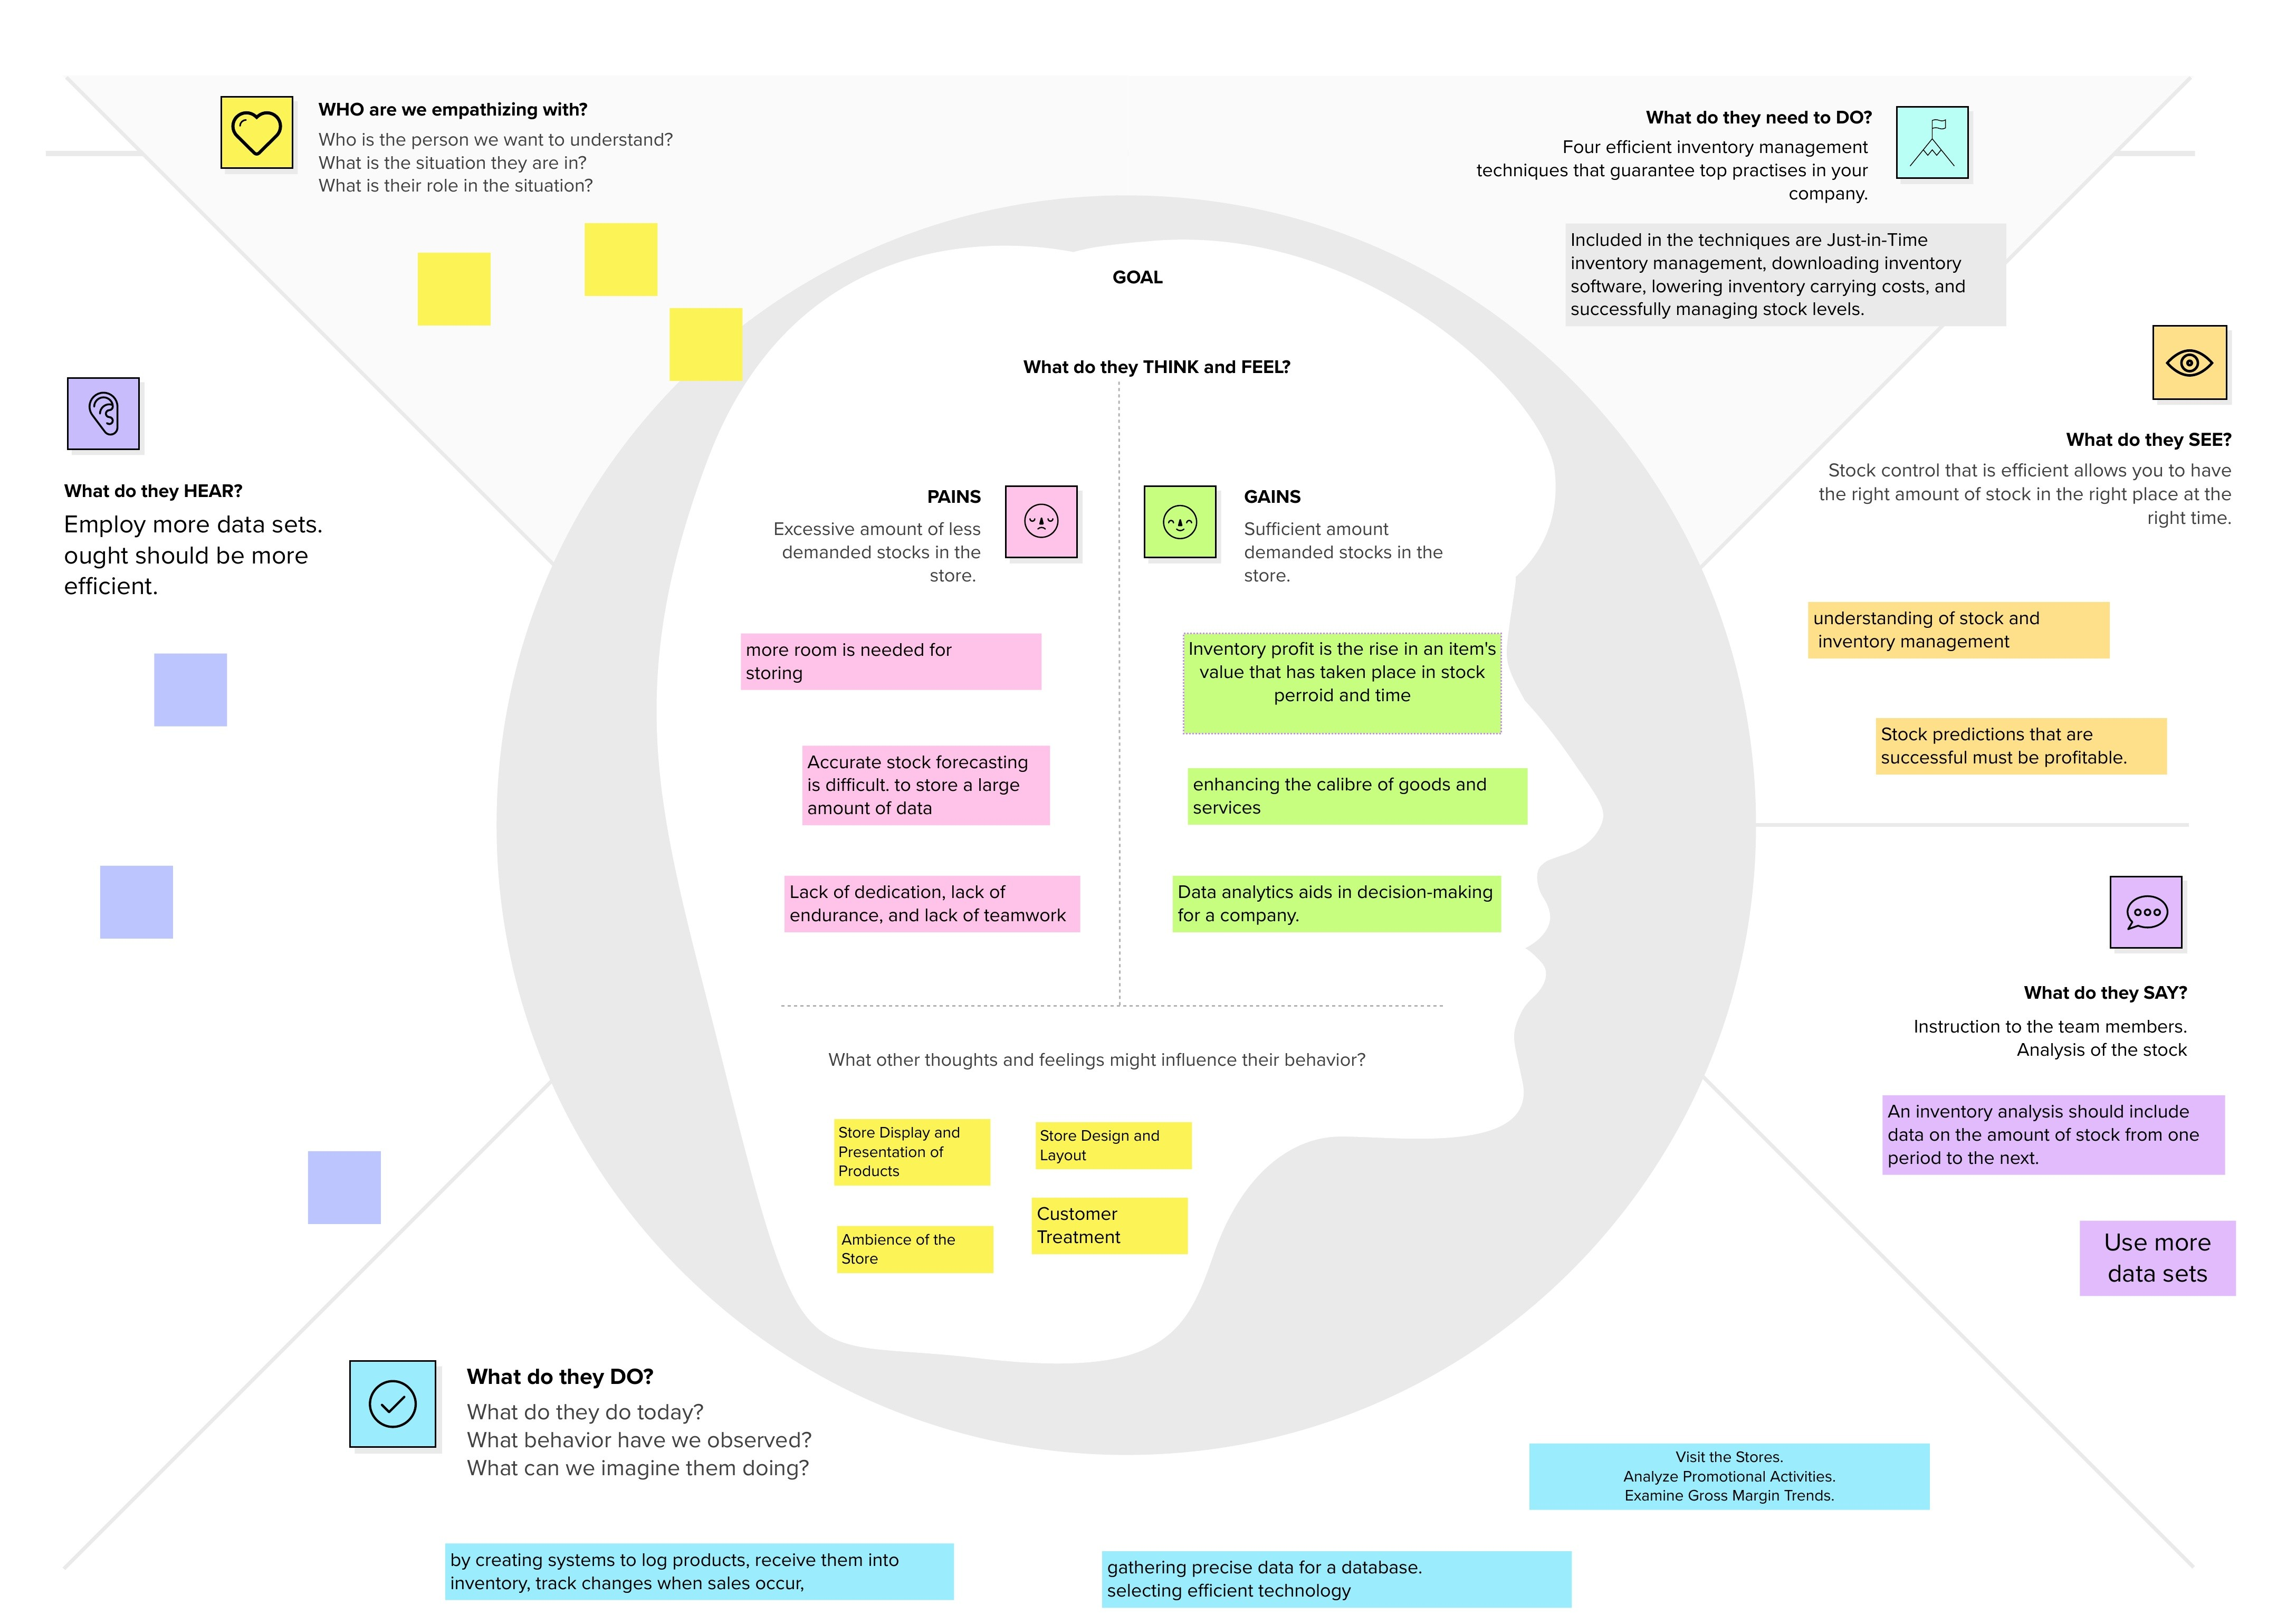 WHO are we empathizing with?
Who is the person we want to understand?
What is the situation they are in?
What is their role in the situation?
What do they need to DO?
Four efficient inventory management
techniques that guarantee top practises in your
company.
Included in the techniques are Just-in-Time
inventory management, downloading inventory
software, lowering inventory carrying costs, and
successfully managing stock levels.
What do they HEAR?
Employ more data sets.
ought should be more
efficient.
GOAL
What do they THINK and FEEL?
PAINS
Excessive amount of less
demanded stocks in the
store.
more room is needed for
storing
Accurate stock forecasting
is difficult. to store a large
amount of data
Lack of dedication, lack of
endurance, and lack of teamwork
GAINS
Sufficient amount
demanded stocks in the
store.
Inventory profit is the rise in an item's
value that has taken place in stock
perroid and time
enhancing the calibre of goods and
services
Data analytics aids in decision-making
for a company.
What do they SEE?
Stock control that is efficient allows you to have
the right amount of stock in the right place at the
right time.
understanding of stock and
inventory management
Stock predictions that are
successful must be profitable.
What do they SAY?
Instruction to the team members.
Analysis of the stock
An inventory analysis should include
data on the amount of stock from one
period to the next.
Use more
data sets
What other thoughts and feelings might influence their behavior?
Store Display and
Presentation of
Products
Store Design and
Layout
Ambience of the
Store
Customer
Treatment
What do they DO?
What do they do today?
What behavior have we observed?
What can we imagine them doing?
Visit the Stores.
Analyze Promotional Activities.
Examine Gross Margin Trends.
by creating systems to log products, receive them into
inventory, track changes when sales occur,
gathering precise data for a database.
selecting efficient technology